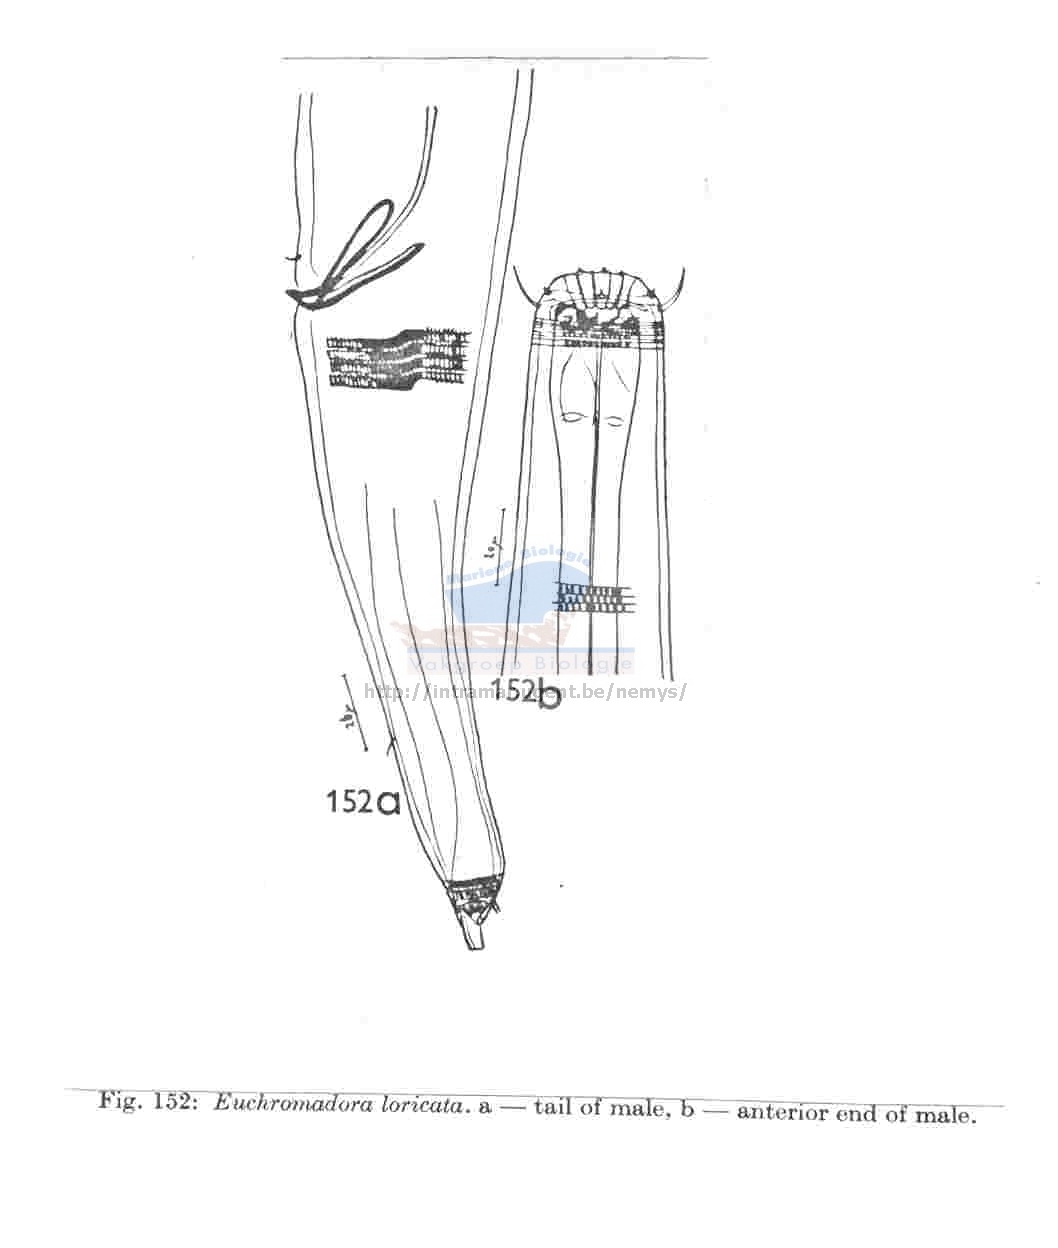 20μ
Mariene Biologie
Vakgroep Biologie
152b
http://intramar.ugent.be/nemys/
20μ
152a
Fig. 152: Euchromadora loricata. a — tail of male, b — anterior end of male.